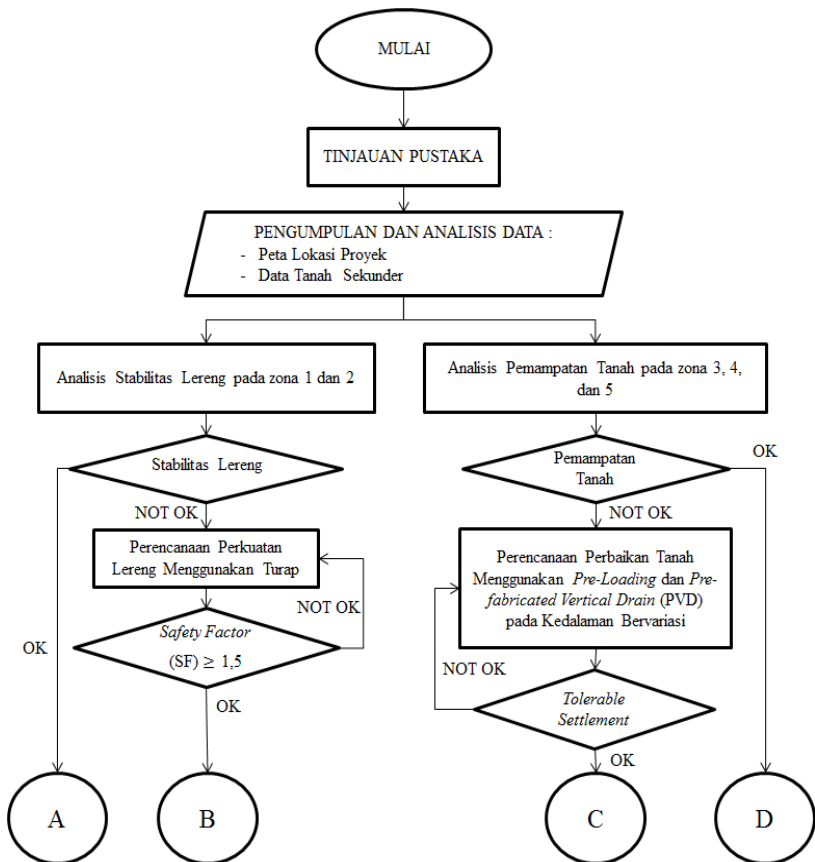 MULAI
TINJAUAN PUSTAKA
PENGUMPULAN DAN ANALISIS DATA :
- Peta Lokasi Proyek
- Data Tanah Sekunder
Analisis Stabilitas Lereng pada zona 1 dan 2
Analisis Pemampatan Tanah pada zona 3, 4,
dan 5
Stabilitas Lereng
Pemampatan
Tanah
OK
NOT OK
NOT OK
Perencanaan Perkuatan
Lereng Menggunakan Turap
Perencanaan Perbaikan Tanah
Menggunakan Pre-Loading dan Pre-
fabricated Vertical Drain (PVD)
pada Kedalaman Bervariasi
NOT OK
OK
Safety Factor
(SF) ≥ 1,5
NOT OK
Tolerable
Settlement
OK
OK
A
B
C
D